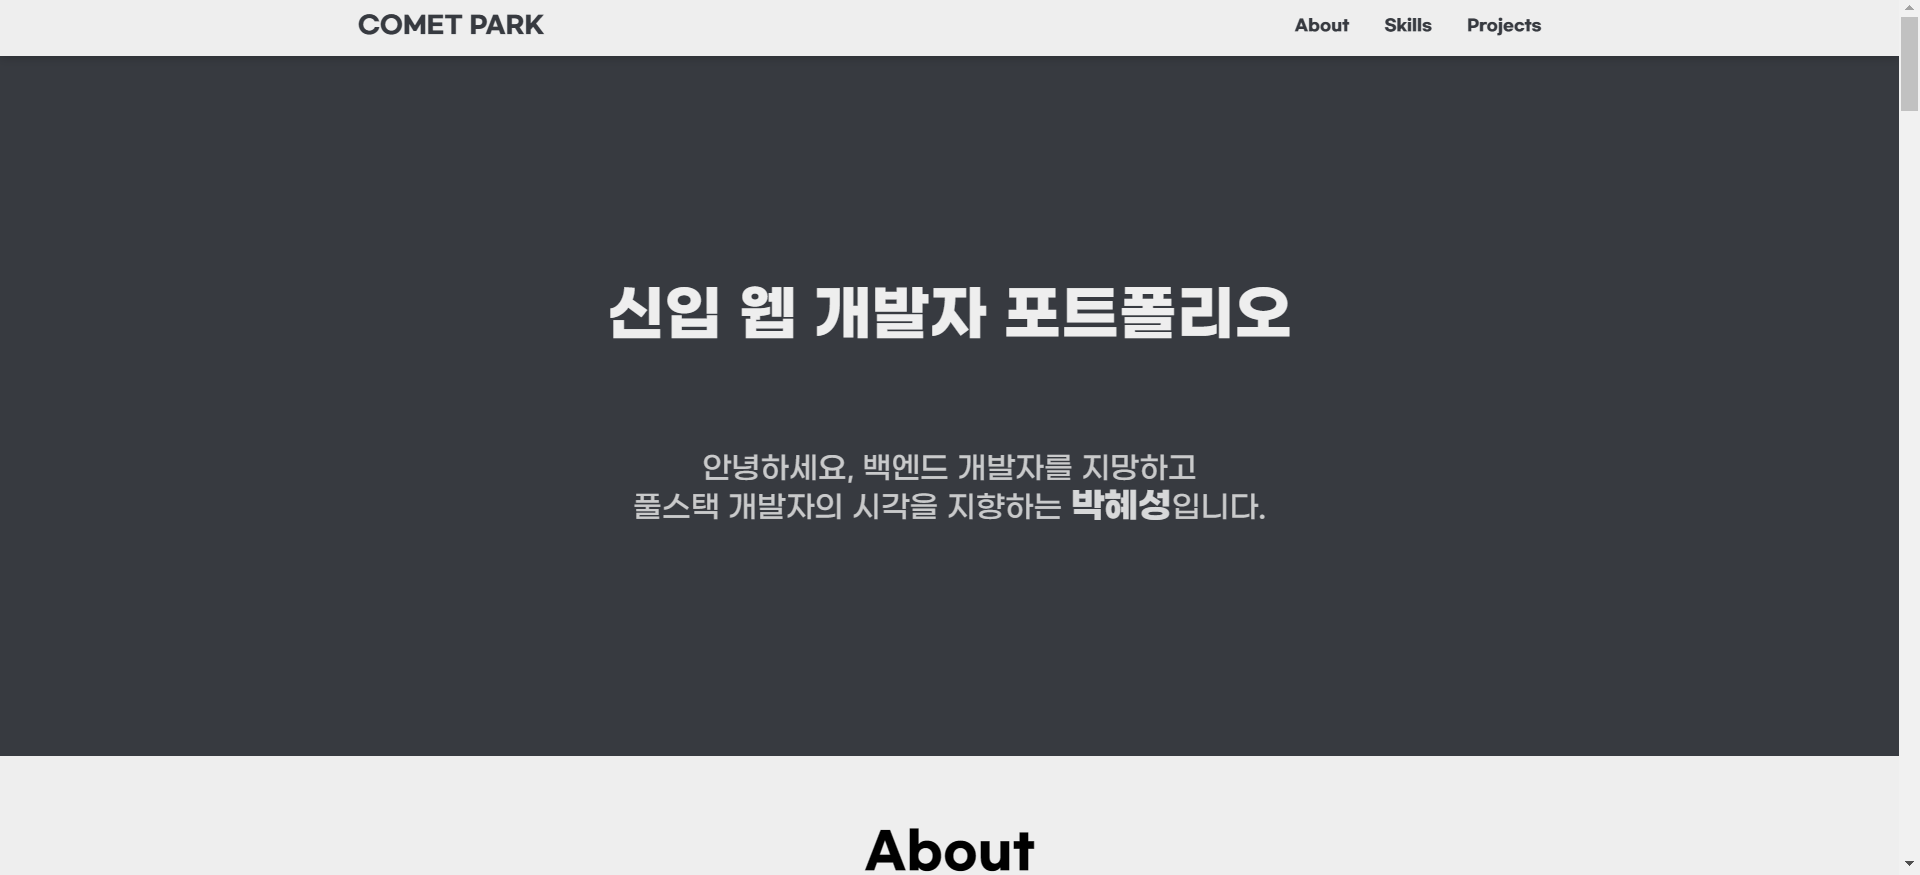 COMET PARK
About Skills Projects
신입 웹 개발자 포트폴리오
안녕하세요, 백엔드 개발자를 지망하고
풀스택 개발자의 시각을 지향하는 박혜성입니다.
About